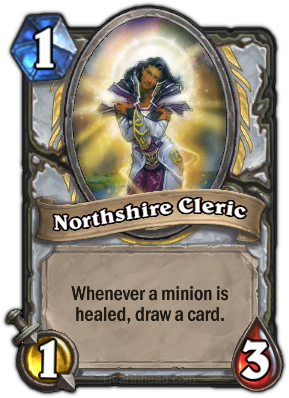 1
Northshire Cleric
Whenever a minion is
healed, draw a card.
1
3